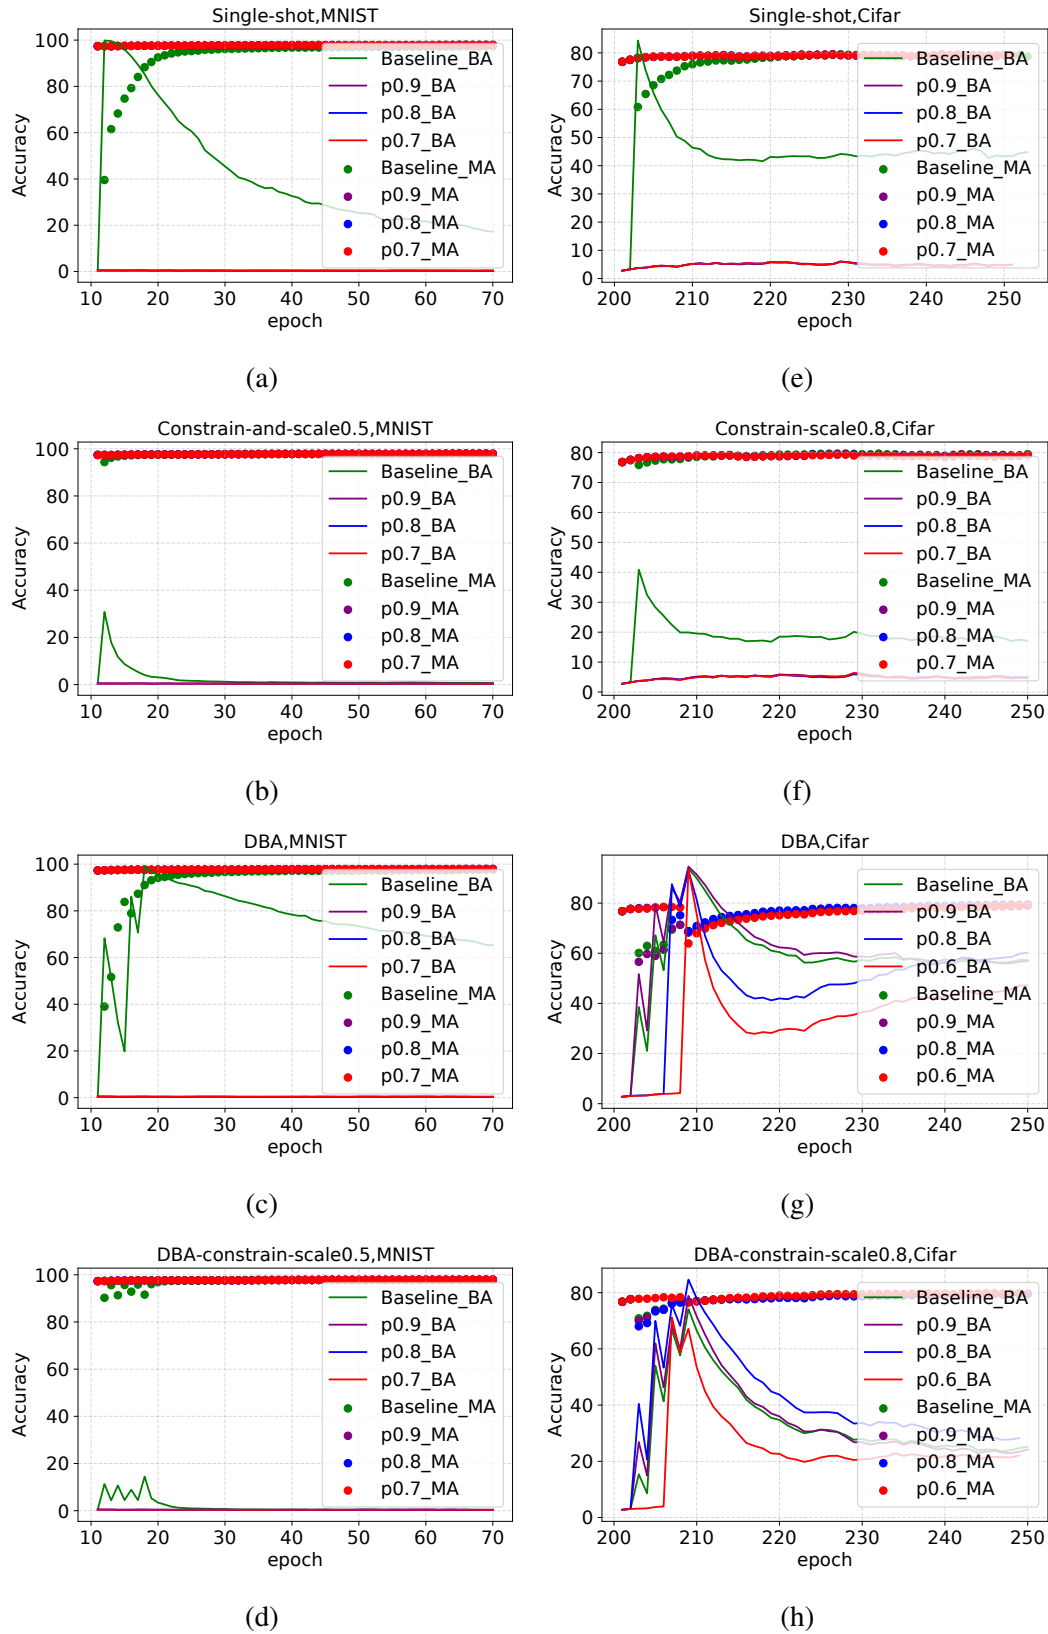 Single-shot,MNIST
100
80
60
40
20
0
Accuracy
Baseline_BA
p0.9_BA
p0.8_BA
p0.7_BA
Baseline_MA
p0.9_MA
p0.8_MA
p0.7_MA
10 20 30 40 50 60 70
epoch
(a)
Single-shot,Cifar
80
70
60
50
40
30
20
10
0
Accuracy
Baseline_BA
p0.9_BA
p0.8_BA
p0.7_BA
Baseline_MA
p0.9_MA
p0.8_MA
p0.7_MA
200 210 220 230 240 250
epoch
(e)
Constrain-and-scale0.5,MNIST
100
80
60
40
20
0
Accuracy
Baseline_BA
p0.9_BA
p0.8_BA
p0.7_BA
Baseline_MA
p0.9_MA
p0.8_MA
p0.7_MA
10 20 30 40 50 60 70
epoch
(b)
Constrain-scale0.8,Cifar
80
70
60
50
40
30
20
10
0
Accuracy
Baseline_BA
p0.9_BA
p0.8_BA
p0.7_BA
Baseline_MA
p0.9_MA
p0.8_MA
p0.7_MA
200 210 220 230 240 250
epoch
(f)
DBA,MNIST
100
80
60
40
20
0
Accuracy
Baseline_BA
p0.9_BA
p0.8_BA
p0.7_BA
Baseline_MA
p0.9_MA
p0.8_MA
p0.7_MA
10 20 30 40 50 60 70
epoch
(c)
DBA,Cifar
80
60
40
20
0
Accuracy
Baseline_BA
p0.9_BA
p0.8_BA
p0.6_BA
Baseline_MA
p0.9_MA
p0.8_MA
p0.6_MA
200 210 220 230 240 250
epoch
(g)
DBA-constrain-scale0.5,MNIST
100
80
60
40
20
0
Accuracy
Baseline_BA
p0.9_BA
p0.8_BA
p0.7_BA
Baseline_MA
p0.9_MA
p0.8_MA
p0.7_MA
10 20 30 40 50 60 70
epoch
(d)
DBA-constrain-scale0.8,Cifar
80
60
40
20
0
Accuracy
Baseline_BA
p0.9_BA
p0.8_BA
p0.6_BA
Baseline_MA
p0.9_MA
p0.8_MA
p0.6_MA
200 210 220 230 240 250
epoch
(h)